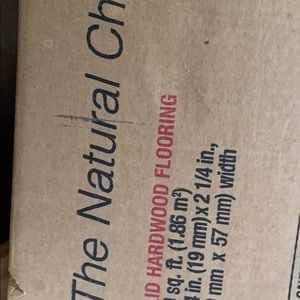 The Natural Ch
ID HARDWOOD FLOORING
sq. ft. (1.86 m²)
in. (19 mm) x 2 1/4 in.,
mm x 57 mm) width